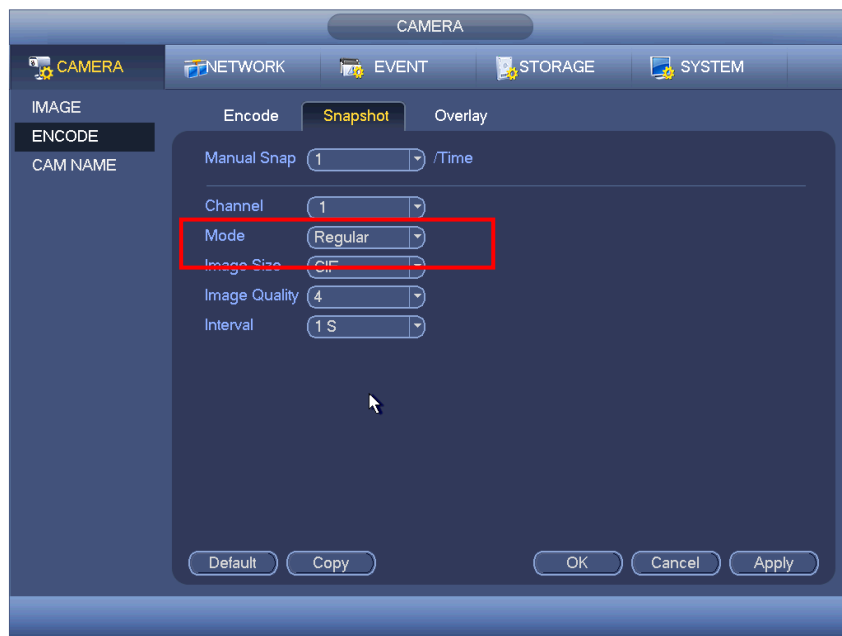 CAMERA
CAMERA NETWORK EVENT STORAGE SYSTEM
IMAGE
ENCODE
CAM NAME
Encode Snapshot Overlay
Manual Snap 1 /Time
Channel 1
Mode Regular
Image Size CIF
Image Quality 4
Interval 1 S
Default Copy OK Cancel Apply